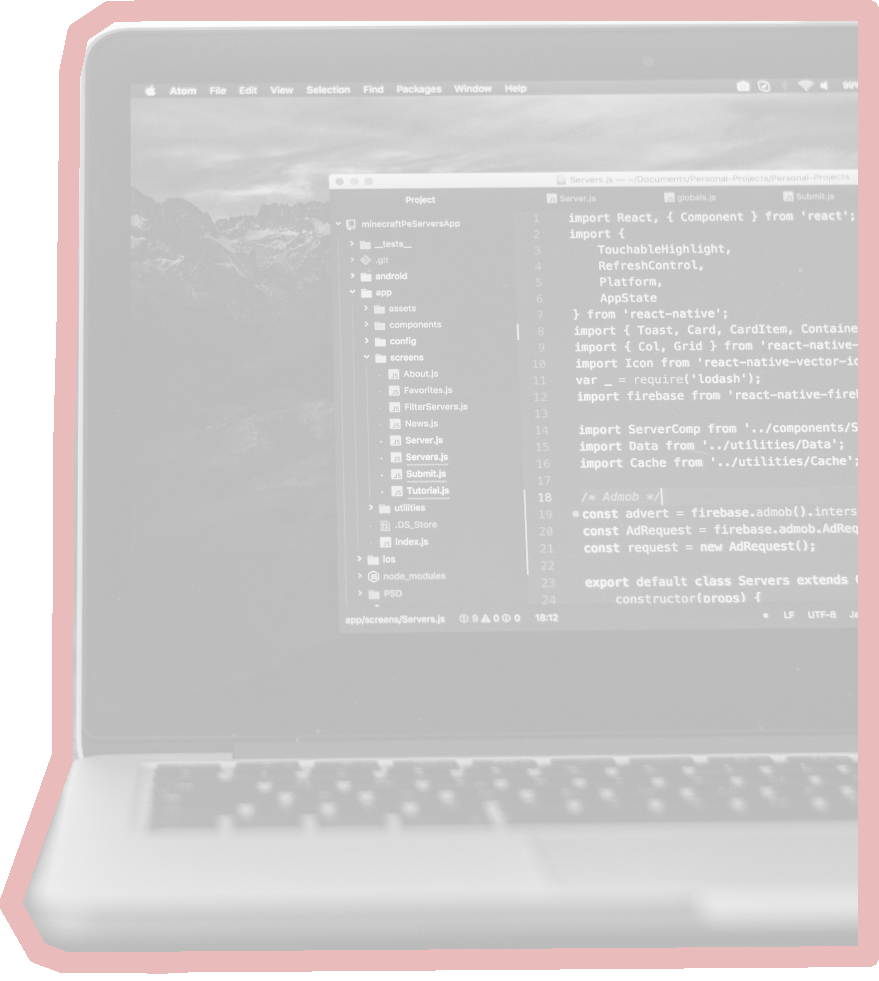 Atom File Edit View Selection Find Packages Window Help 99%
Servers.js — ~/Documents/Personal-Projects/Personal-Projects
Project
Server.js globals.js Submit.js
minecraftPeServersApp
__tests__
.git
android
app
assets
components
config
screens
About.js
Favorites.js
FilterServers.js
News.js
Server.js
Servers.js
Submit.js
Tutorial.js
utilities
.DS_Store
index.js
ios
node_modules
PSD
1 import React, { Component } from 'react';
2 import {
3 TouchableHighlight,
4 RefreshControl,
5 Platform,
6 AppState
7 } from 'react-native';
8 import { Toast, Card, CardItem, Containe
9 import { Col, Grid } from 'react-native-
10 import Icon from 'react-native-vector-ic
11 var _ = require('lodash');
12 import firebase from 'react-native-fireb
13
14 import ServerComp from '../components/S
15 import Data from '../utilities/Data';
16 import Cache from '../utilities/Cache';
17
18 /* Admob */
19 const advert = firebase.admob().inters
20 const AdRequest = firebase.admob.AdReq
21 const request = new AdRequest();
22
23 export default class Servers extends
24 constructor(props) {
app/screens/Servers.js 9 0 0 18:12 LF UTF-8 Ja